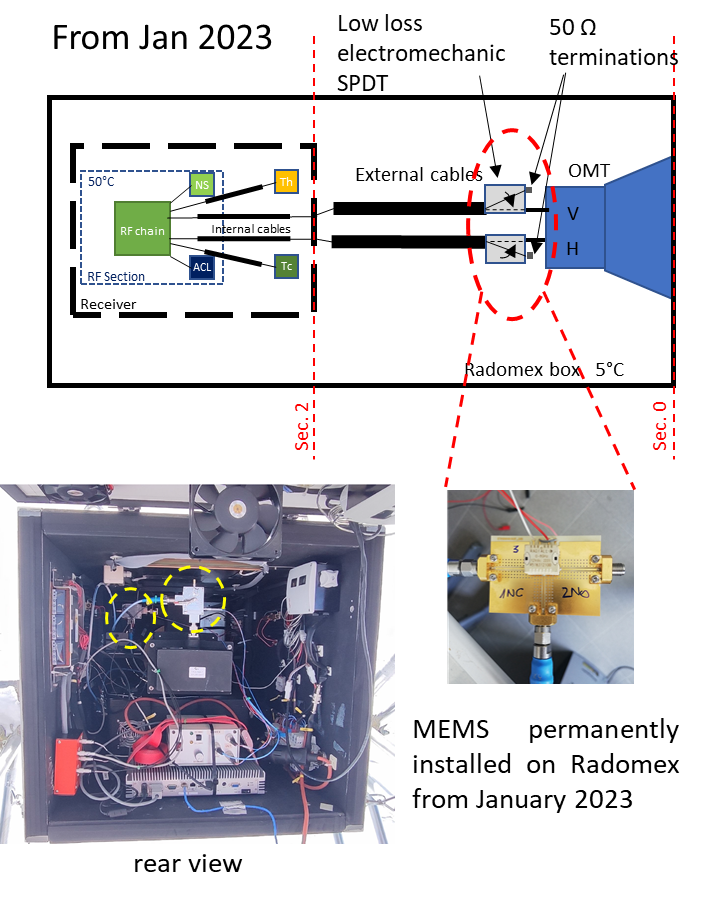 From Jan 2023
Low loss
electromechanic
SPDT
50 Ω
terminations
External cables
OMT
50°C
NS
Th
V
RF chain
Internal cables
H
ACL
Tc
RF Section
Receiver
Radomex box 5°C
Sec. 2
Sec. 0
3
1NC
2NO
MEMS permanently
installed on Radomex
from January 2023
rear view